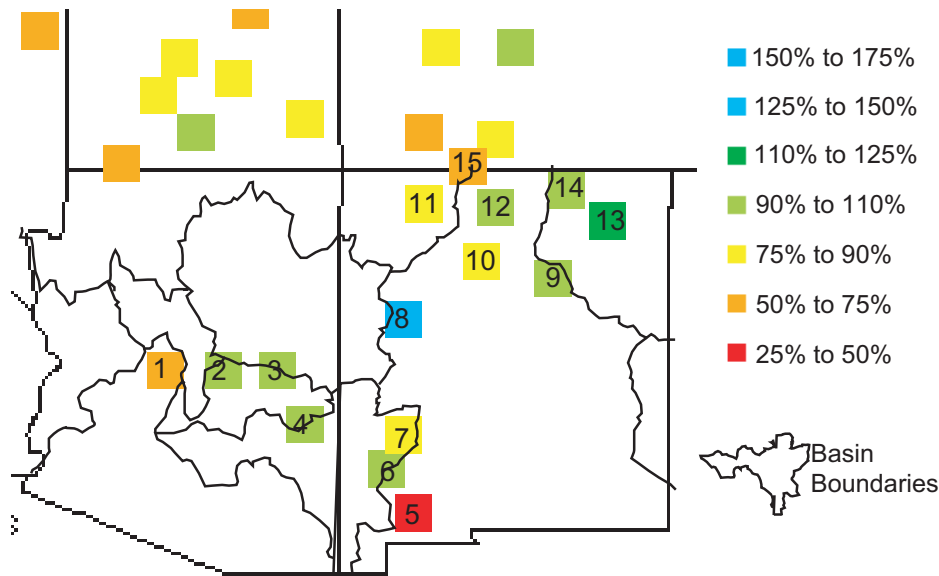 150% to 175%
125% to 150%
110% to 125%
15
14
11
12
90% to 110%
13
10
75% to 90%
9
50% to 75%
8
25% to 50%
1
2
3
4
7
Basin
6
Boundaries
5